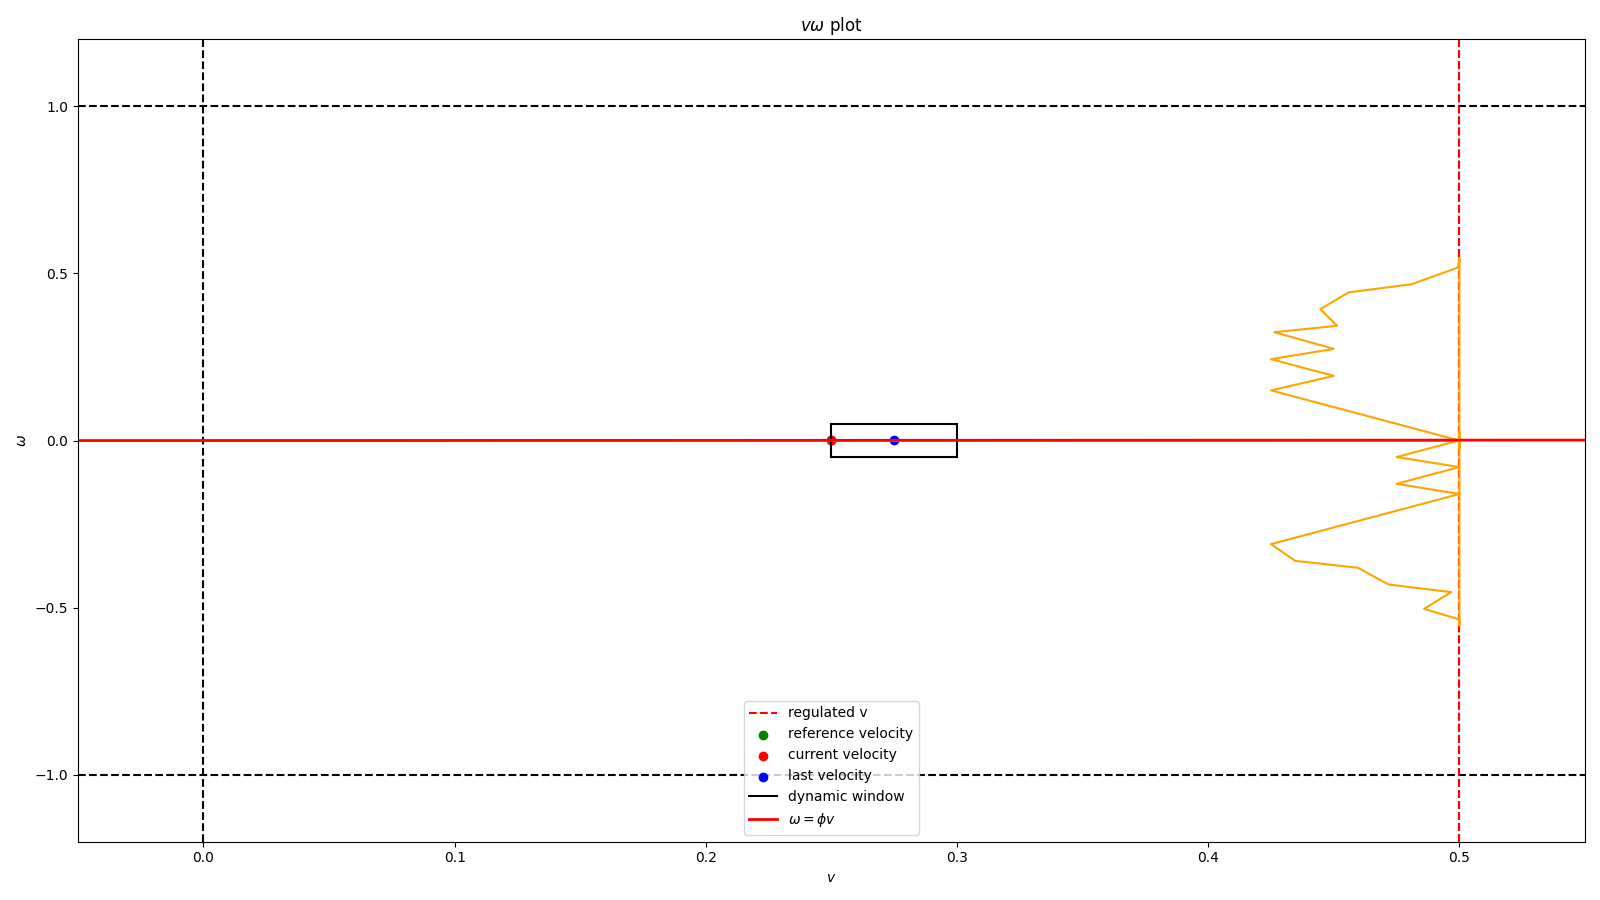 vω plot
1.0
0.5
0.0
−0.5
−1.0
ω
0.0
0.1
0.2
0.3
0.4
0.5
v
regulated v
reference velocity
current velocity
last velocity
dynamic window
ω = ϕv